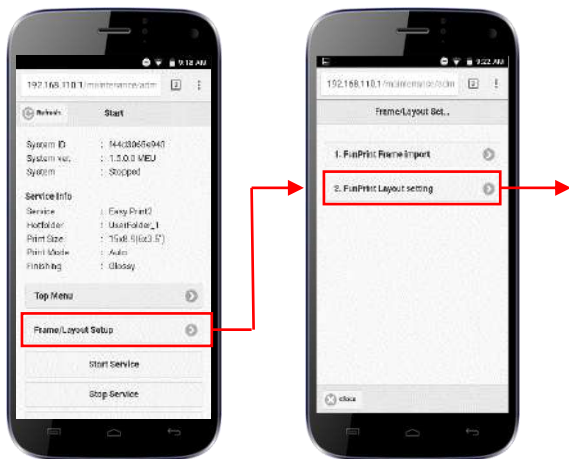 9:18 AM
192.168.110.1/maintenance/adm
2
Refresh
Start
System ID :
System ver. : 1.5.0.0 MEU
System : Stopped
Service Info
Service : Easy Print2
Hotfolder : UserFolder_1
Print Size : 15x8.9(6x3.5")
Print Mode : Auto
Finishing : Glossy
Top Menu
Frame/Layout Setup
Start Service
Stop Service
9:22 AM
192.168.110.1/maintenance/adm
2
Frame/Layout Set...
1. FunPrint Frame import
2. FunPrint Layout setting
Close